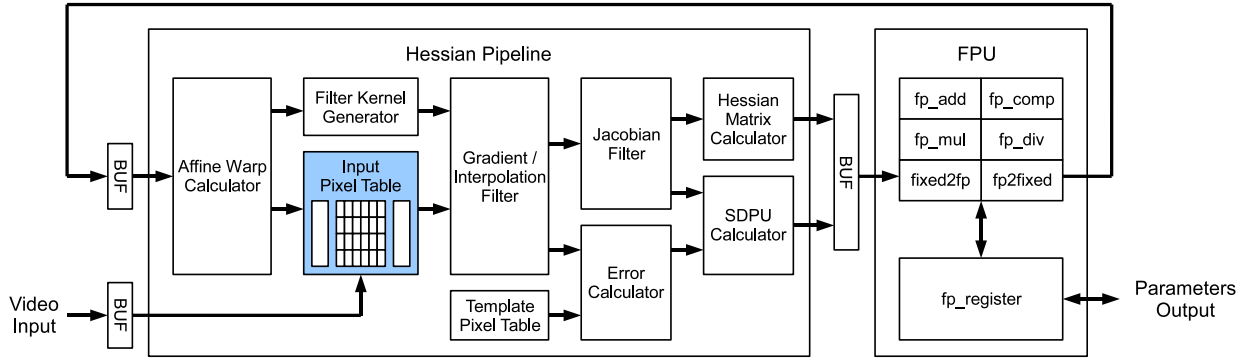 Hessian Pipeline
FPU
Filter Kernel
Generator
Hessian
Matrix
Calculator
fp_add
fp_comp
fp_mul
fp_div
fixed2fp
fp2fixed
BUF
Affine Warp
Calculator
Input
Pixel Table
Gradient /
Interpolation
Filter
Jacobian
Filter
SDPU
Calculator
BUF
Error
Calculator
Template
Pixel Table
Video
Input
BUF
fp_register
Parameters
Output